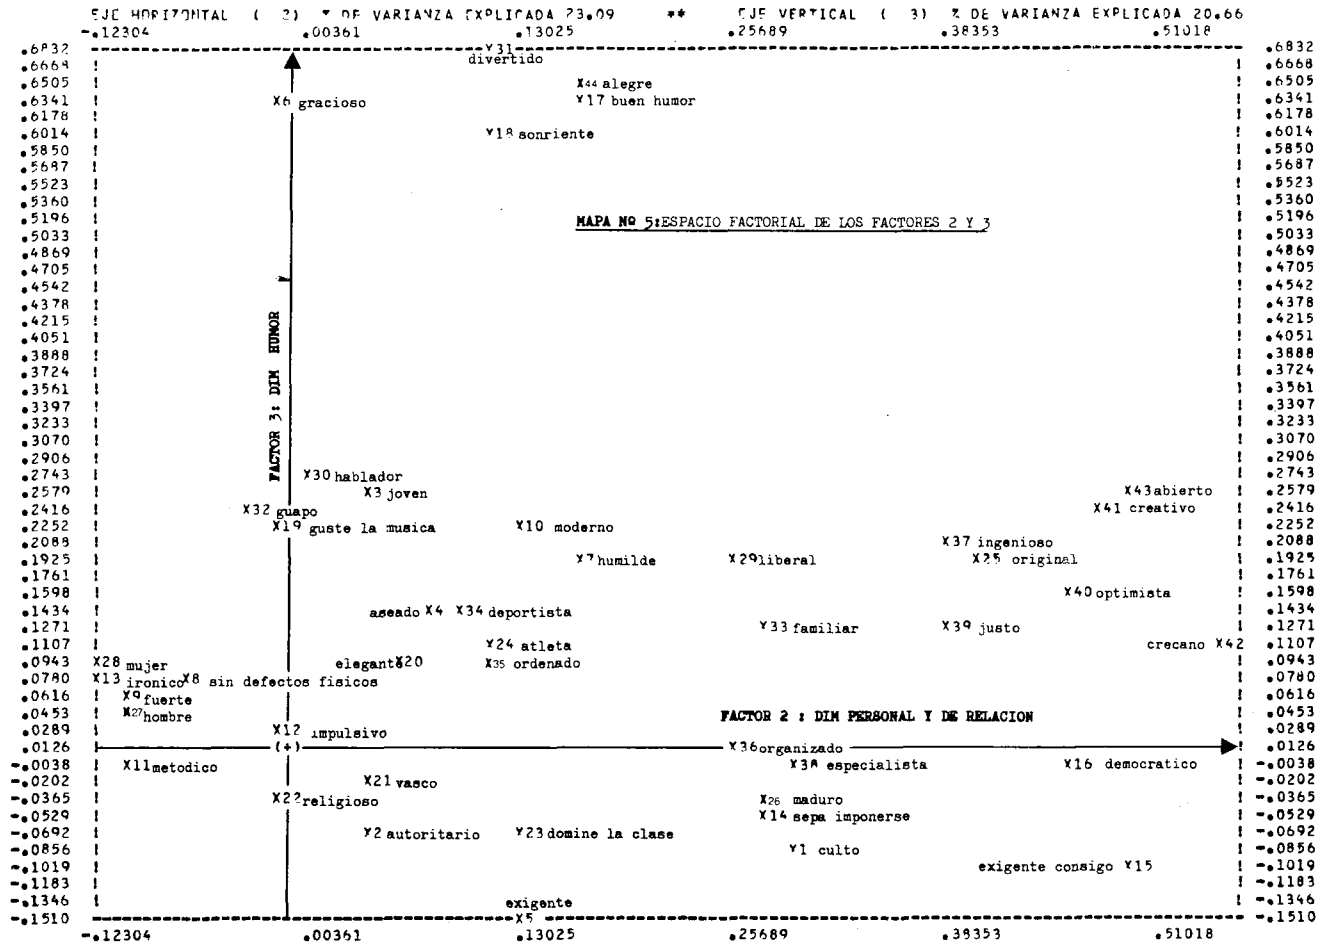 EJE HORIZONTAL ( 2) % DE VARIANZA EXPLICADA 23.09 ** EJE VERTICAL ( 3) % DE VARIANZA EXPLICADA 20.66
-.12304 .00361 .13025 .25689 .38353 .51018
.6832 X31 .6832
divertido
.6668 .6668
.6505 X44 alegre .6505
.6341 X6 gracioso X17 buen humor .6341
.6178 .6178
.6014 X18 sonriente .6014
.5850 .5850
.5687 .5687
.5523 .5523
.5360 .5360
.5196 MAPA Nº 5:ESPACIO FACTORIAL DE LOS FACTORES 2 Y 3 .5196
.5033 .5033
.4869 .4869
.4705 .4705
.4542 .4542
.4378 .4378
.4215 .4215
.4051 .4051
.3888 .3888
.3724 .3724
.3561 .3561
.3397 .3397
.3233 .3233
.3070 .3070
FACTOR 3: DIM HUMOR
.2906 .2906
.2743 X30 hablador .2743
.2579 X3 joven X43 abierto .2579
.2416 X32 guapo X41 creativo .2416
.2252 X19 guste la musica X10 moderno .2252
.2088 X37 ingenioso .2088
.1925 X7 humilde X29 liberal X25 original .1925
.1761 .1761
.1598 X40 optimista .1598
.1434 aseado X4 X34 deportista .1434
.1271 X33 familiar X39 justo .1271
.1107 X24 atleta crecano X42 .1107
.0943 X28 mujer elegante X20 X35 ordenado .0943
.0780 X13 ironico X8 sin defectos fisicos .0780
.0616 X9 fuerte .0616
.0453 X27 hombre FACTOR 2 : DIM PERSONAL Y DE RELACION .0453
.0289 X12 impulsivo .0289
.0126 (+) X36 organizado .0126
-.0038 X11 metodico X38 especialista X16 democratico -.0038
-.0202 X21 vasco -.0202
-.0365 X22 religioso X26 maduro -.0365
-.0529 X14 sepa imponerse -.0529
-.0692 X2 autoritario X23 domine la clase -.0692
-.0856 X1 culto -.0856
-.1019 exigente consigo X15 -.1019
-.1183 -.1183
-.1346 exigente -.1346
-.1510 X5 -.1510
-.12304 .00361 .13025 .25689 .38353 .51018